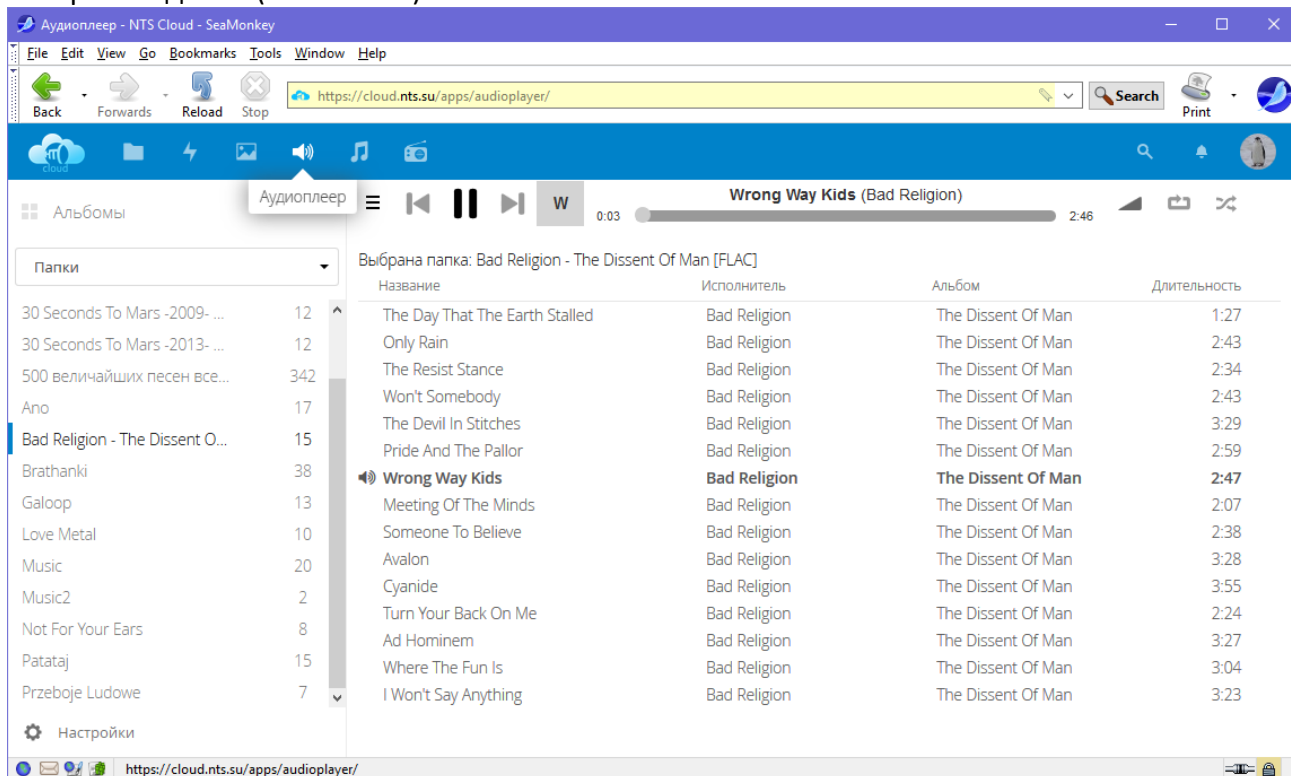 Аудиоплеер - NTS Cloud - SeaMonkey
File Edit View Go Bookmarks Tools Window Help
Back Forwards Reload Stop https://cloud.nts.su/apps/audioplayer/ Search Print
cloud
Аудиоплеер
Альбомы
W 0:03 Wrong Way Kids (Bad Religion) 2:46
Папки
Выбрана папка: Bad Religion - The Dissent Of Man [FLAC]
Название Исполнитель Альбом Длительность
30 Seconds To Mars -2009- ... 12
30 Seconds To Mars -2013- ... 12
500 величайших песен все... 342
Ano 17
Bad Religion - The Dissent O... 15
Brathanki 38
Galoop 13
Love Metal 10
Music 20
Music2 2
Not For Your Ears 8
Patataj 15
Przeboje Ludowe 7
Настройки
The Day That The Earth Stalled Bad Religion The Dissent Of Man 1:27
Only Rain Bad Religion The Dissent Of Man 2:43
The Resist Stance Bad Religion The Dissent Of Man 2:34
Won't Somebody Bad Religion The Dissent Of Man 2:43
The Devil In Stitches Bad Religion The Dissent Of Man 3:29
Pride And The Pallor Bad Religion The Dissent Of Man 2:59
Wrong Way Kids Bad Religion The Dissent Of Man 2:47
Meeting Of The Minds Bad Religion The Dissent Of Man 2:07
Someone To Believe Bad Religion The Dissent Of Man 2:38
Avalon Bad Religion The Dissent Of Man 3:28
Cyanide Bad Religion The Dissent Of Man 3:55
Turn Your Back On Me Bad Religion The Dissent Of Man 2:24
Ad Hominem Bad Religion The Dissent Of Man 3:27
Where The Fun Is Bad Religion The Dissent Of Man 3:04
I Won't Say Anything Bad Religion The Dissent Of Man 3:23
https://cloud.nts.su/apps/audioplayer/